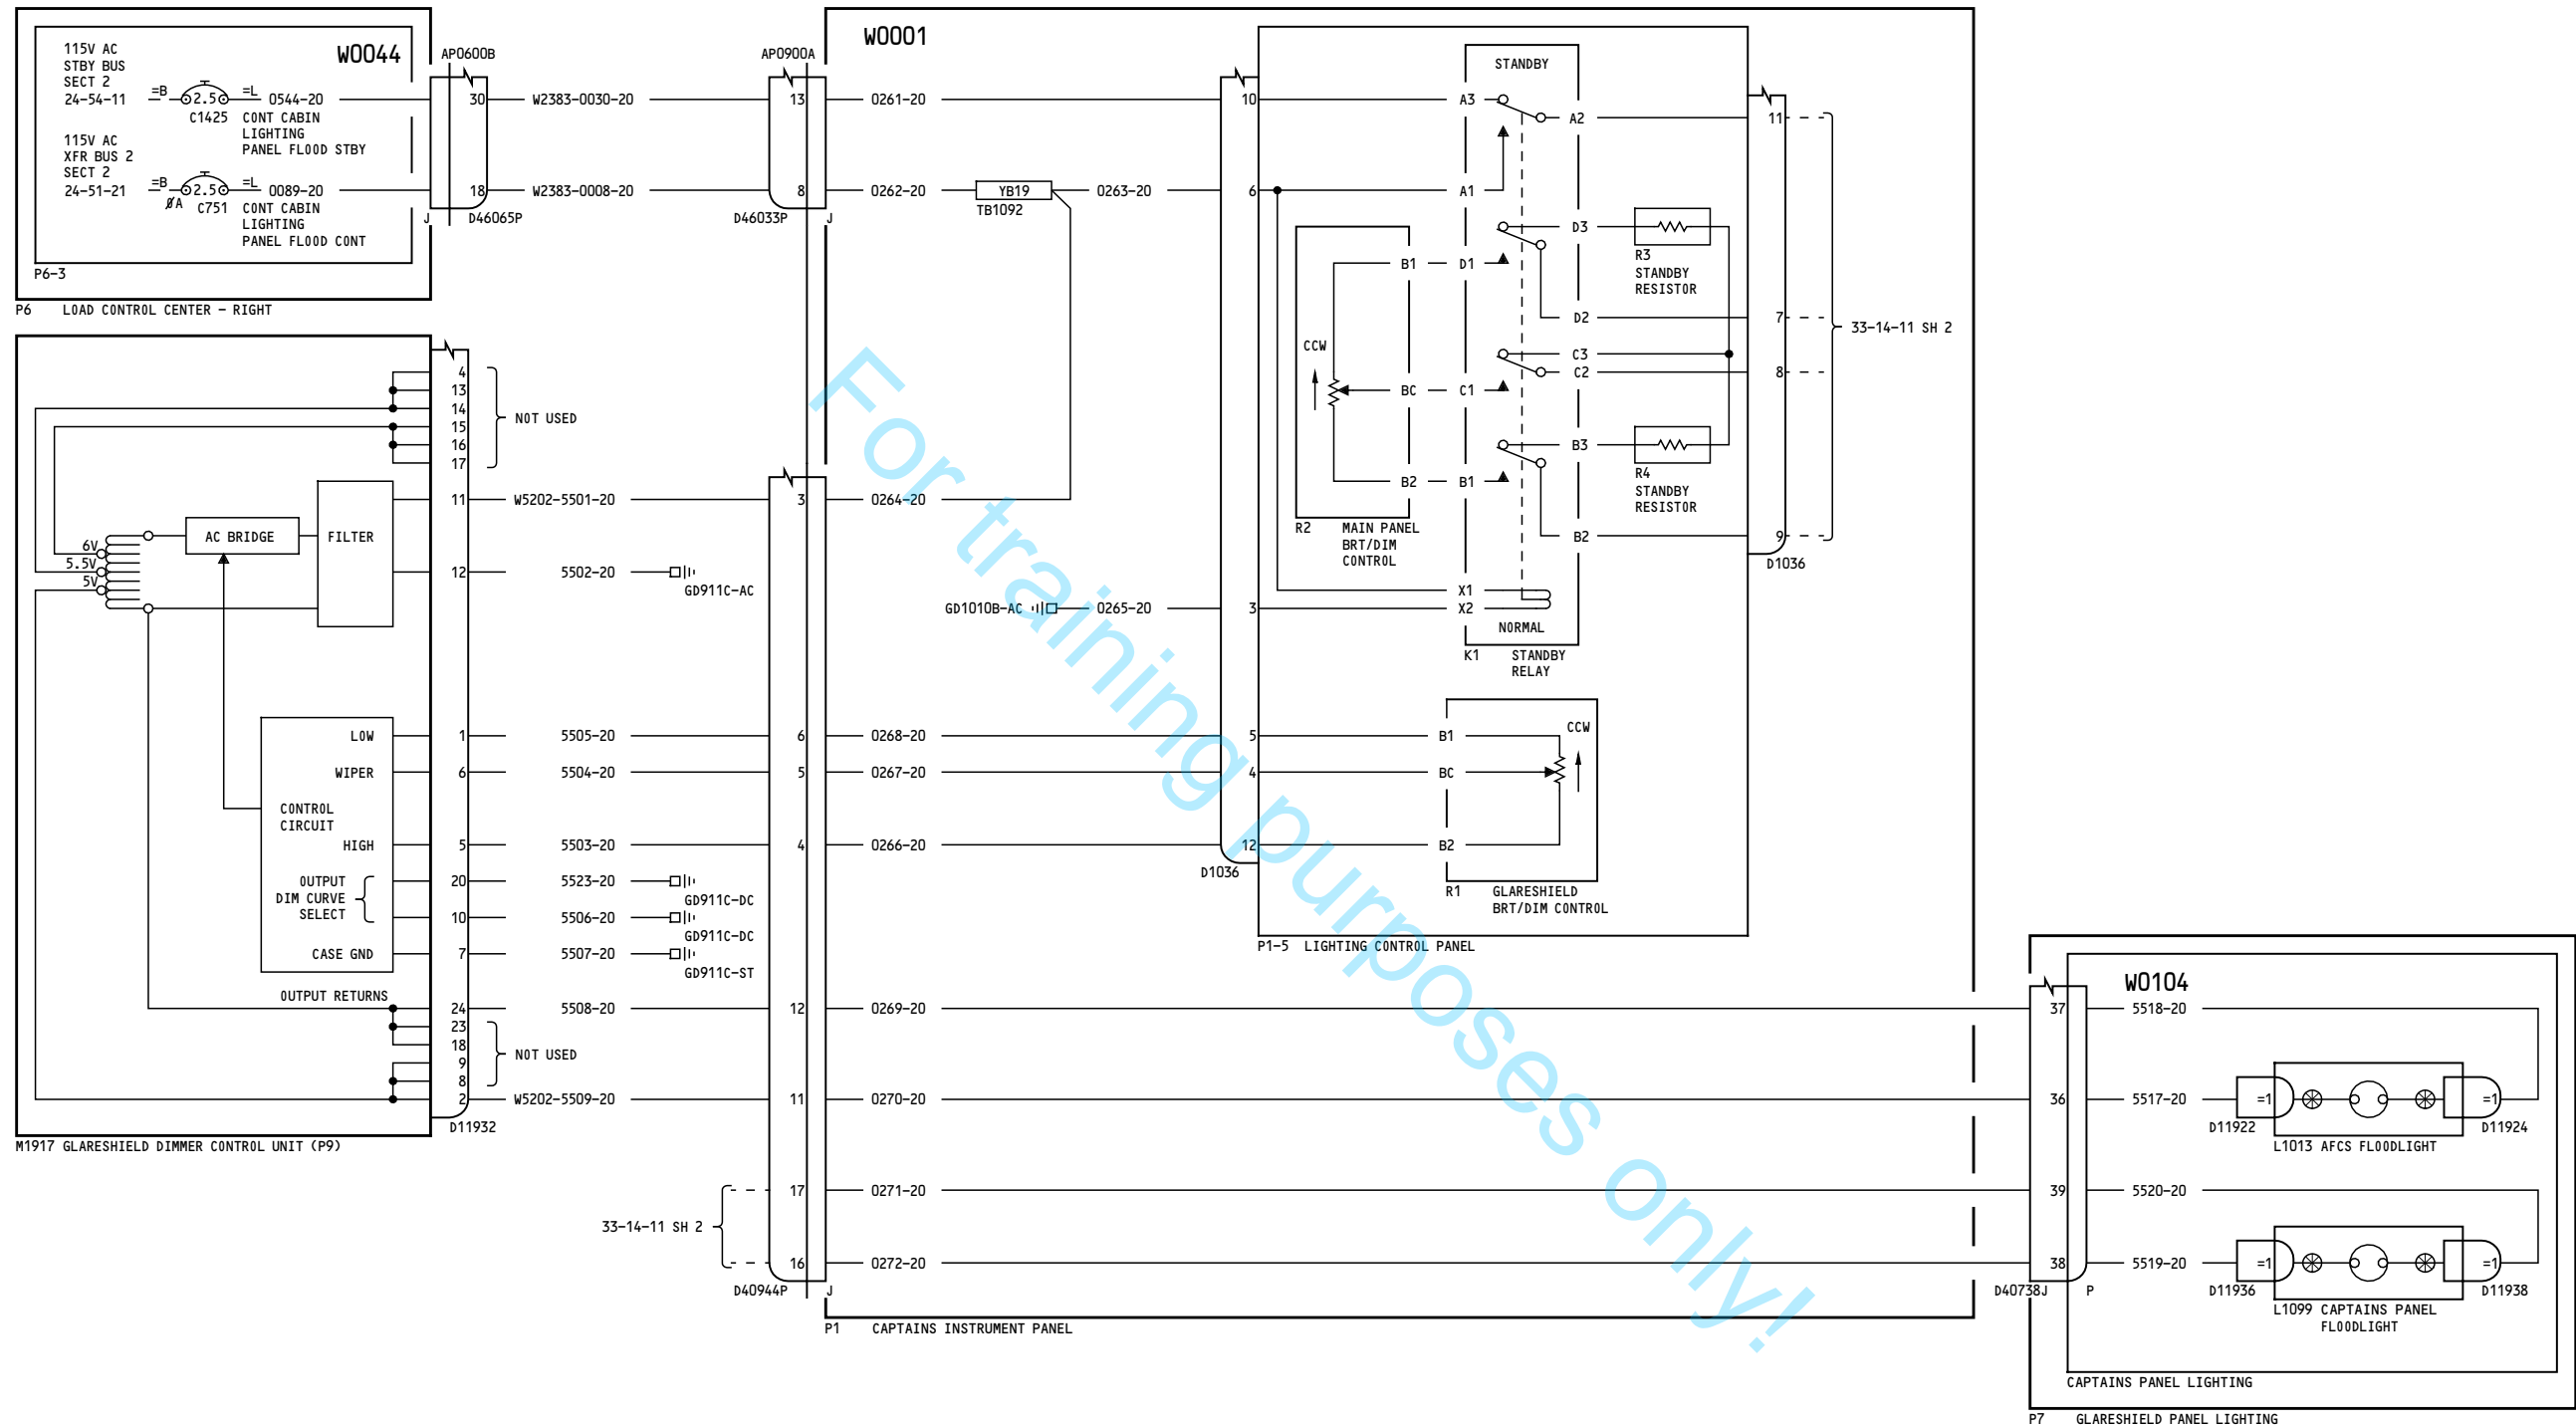 W0044
115V AC
STBY BUS
SECT 2
24-54-11
=B
2.5
=L
0544-20
C1425
CONT CABIN
LIGHTING
PANEL FLOOD STBY
115V AC
XFR BUS 2
SECT 2
24-51-21
=B
ØA
2.5
=L
0089-20
C751
CONT CABIN
LIGHTING
PANEL FLOOD CONT
P6-3
P6 LOAD CONTROL CENTER - RIGHT
AP0600B
30
18
J
D46065P
W2383-0030-20
W2383-0008-20
AP0900A
13
8
D46033P
J
W0001
0261-20
0262-20
YB19
TB1092
0263-20
10
6
STANDBY
A3
A2
A1
D3
D1
D2
C3
C2
C1
B3
B1
B2
X1
X2
NORMAL
K1 STANDBY
RELAY
B1
CCW
BC
B2
R2 MAIN PANEL
BRT/DIM
CONTROL
R3
STANDBY
RESISTOR
R4
STANDBY
RESISTOR
11
7
8
9
D1036
33-14-11 SH 2
4
13
14
15
16
17
NOT USED
11
W5202-5501-20
3
0264-20
6V
5.5V
5V
AC BRIDGE
FILTER
12
5502-20
GD911C-AC
GD1010B-AC
0265-20
3
LOW
1
5505-20
6
0268-20
5
WIPER
6
5504-20
5
0267-20
4
CONTROL
CIRCUIT
HIGH
5
5503-20
4
0266-20
12
D1036
B1
CCW
BC
B2
R1 GLARESHIELD
BRT/DIM CONTROL
P1-5 LIGHTING CONTROL PANEL
OUTPUT
DIM CURVE
SELECT
20
5523-20
GD911C-DC
10
5506-20
GD911C-DC
CASE GND
7
5507-20
GD911C-ST
OUTPUT RETURNS
24
5508-20
12
0269-20
23
18
9
8
NOT USED
2
W5202-5509-20
11
0270-20
D11932
M1917 GLARESHIELD DIMMER CONTROL UNIT (P9)
33-14-11 SH 2
17
0271-20
16
0272-20
D40944P
J
P1 CAPTAINS INSTRUMENT PANEL
W0104
37
5518-20
36
5517-20
=1
=1
D11922
D11924
L1013 AFCS FLOODLIGHT
39
5520-20
38
5519-20
=1
=1
D40738J
P
D11936
D11938
L1099 CAPTAINS PANEL
FLOODLIGHT
CAPTAINS PANEL LIGHTING
P7 GLARESHIELD PANEL LIGHTING
For training purposes only!